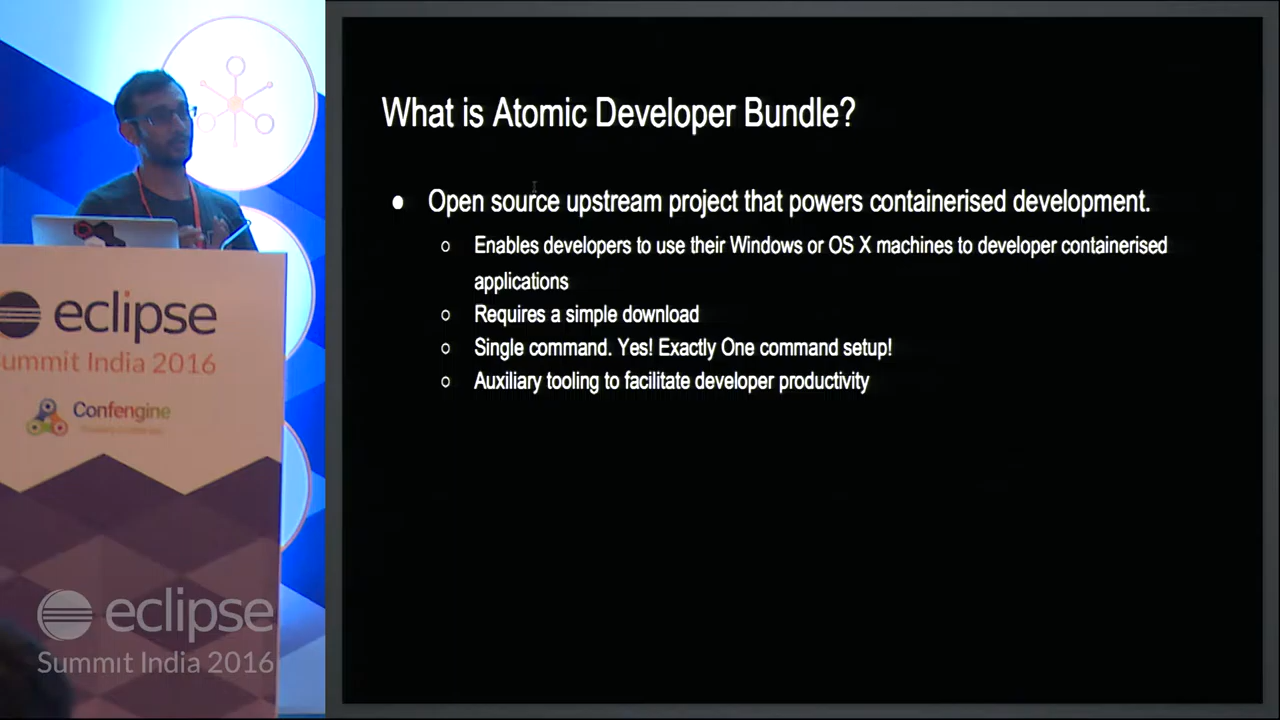 What is Atomic Developer Bundle?
● Open source upstream project that powers containerised development.
o Enables developers to use their Windows or OS X machines to developer containerised
applications
o Requires a simple download
o Single command. Yes! Exactly One command setup!
o Auxiliary tooling to facilitate developer productivity
eclipse
Summit India 2016
Confengine
eclipse
Summit India 2016